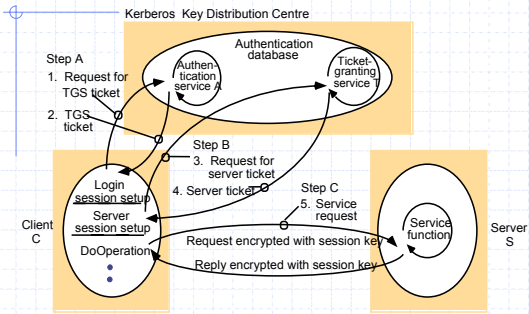 Kerberos Key Distribution Centre
Step A
1. Request for
TGS ticket
2. TGS
ticket
Authentication
database
Authen-
tication
service A
Ticket-
granting
service T
Step B
3. Request for
server ticket
4. Server ticket
Step C
5. Service
request
Client
C
Login
session setup
Server
session setup
DoOperation
Request encrypted with session key
Reply encrypted with session key
Service
function
Server
S